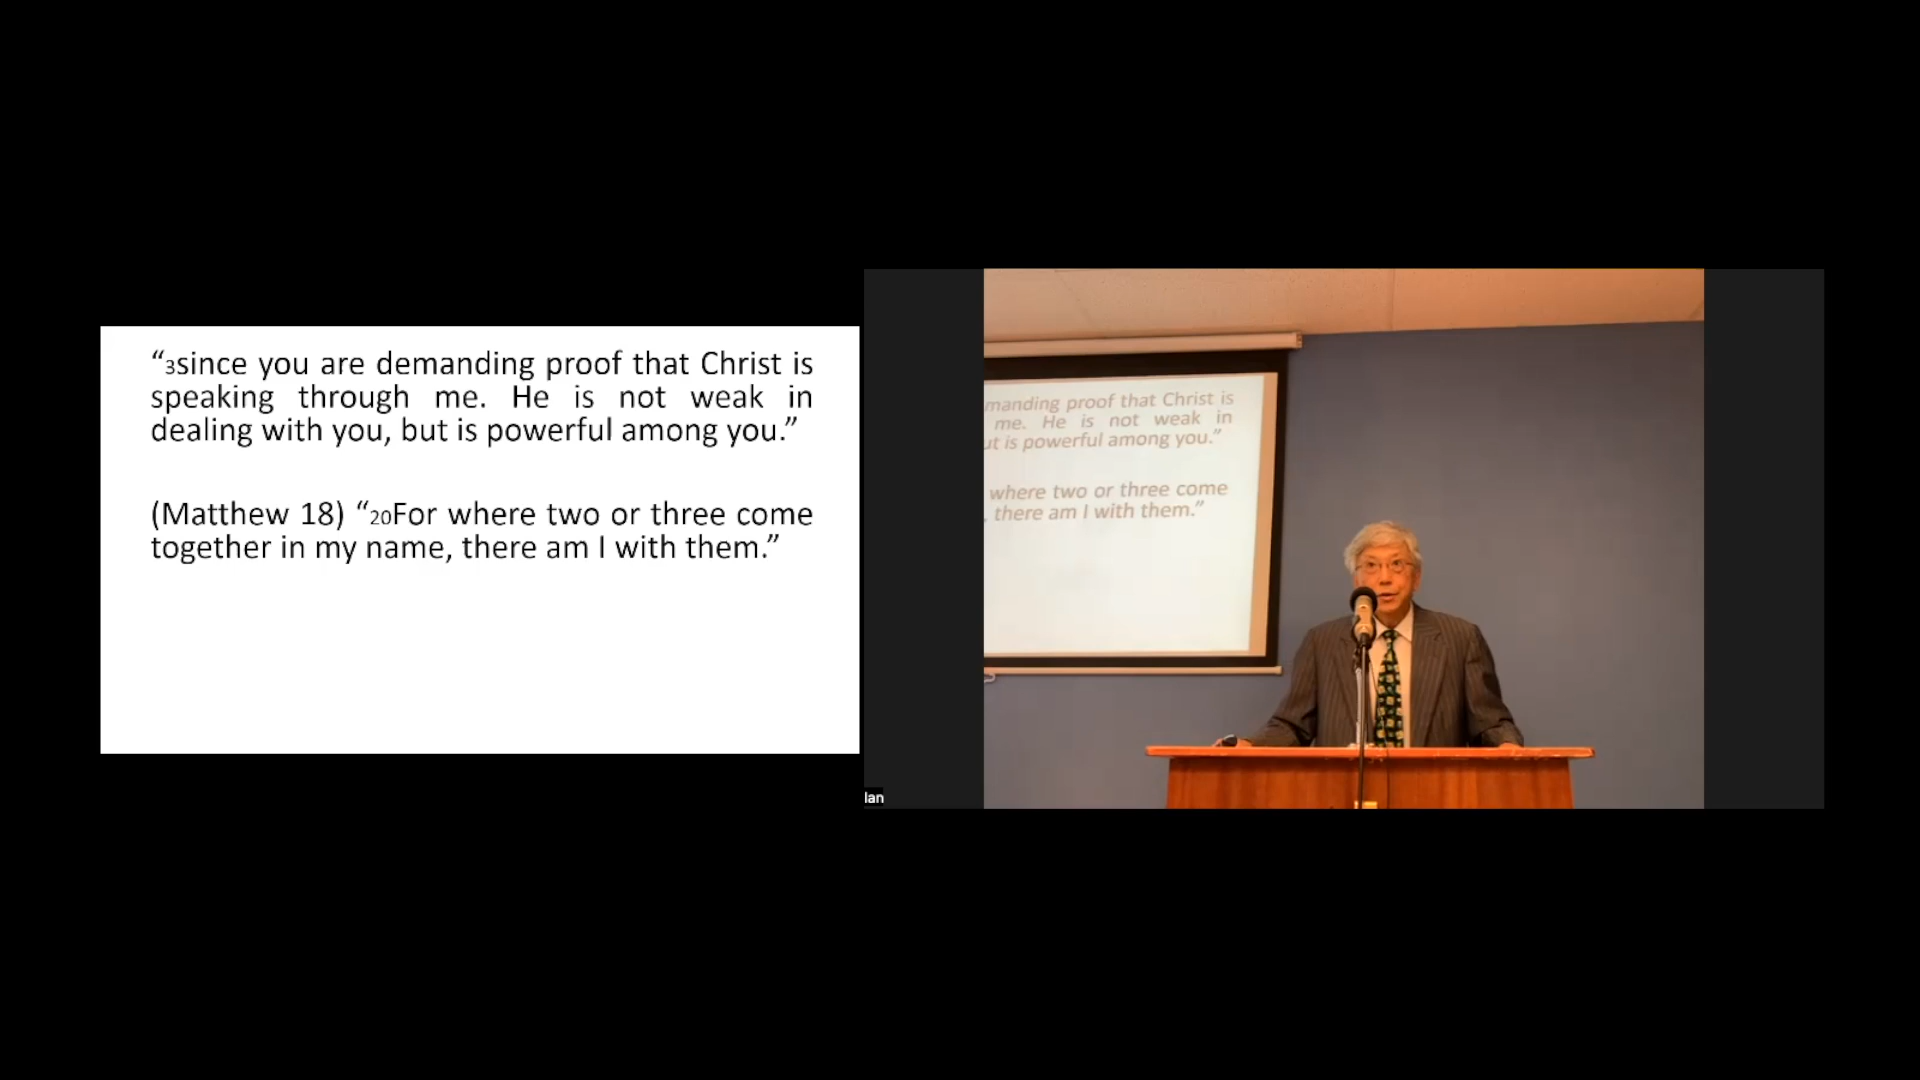 “3since you are demanding proof that Christ is
speaking through me. He is not weak in
dealing with you, but is powerful among you.”
(Matthew 18) “20For where two or three come
together in my name, there am I with them.”
manding proof that Christ is
me. He is not weak in
ut is powerful among you.”
where two or three come
, there am I with them.”
lan